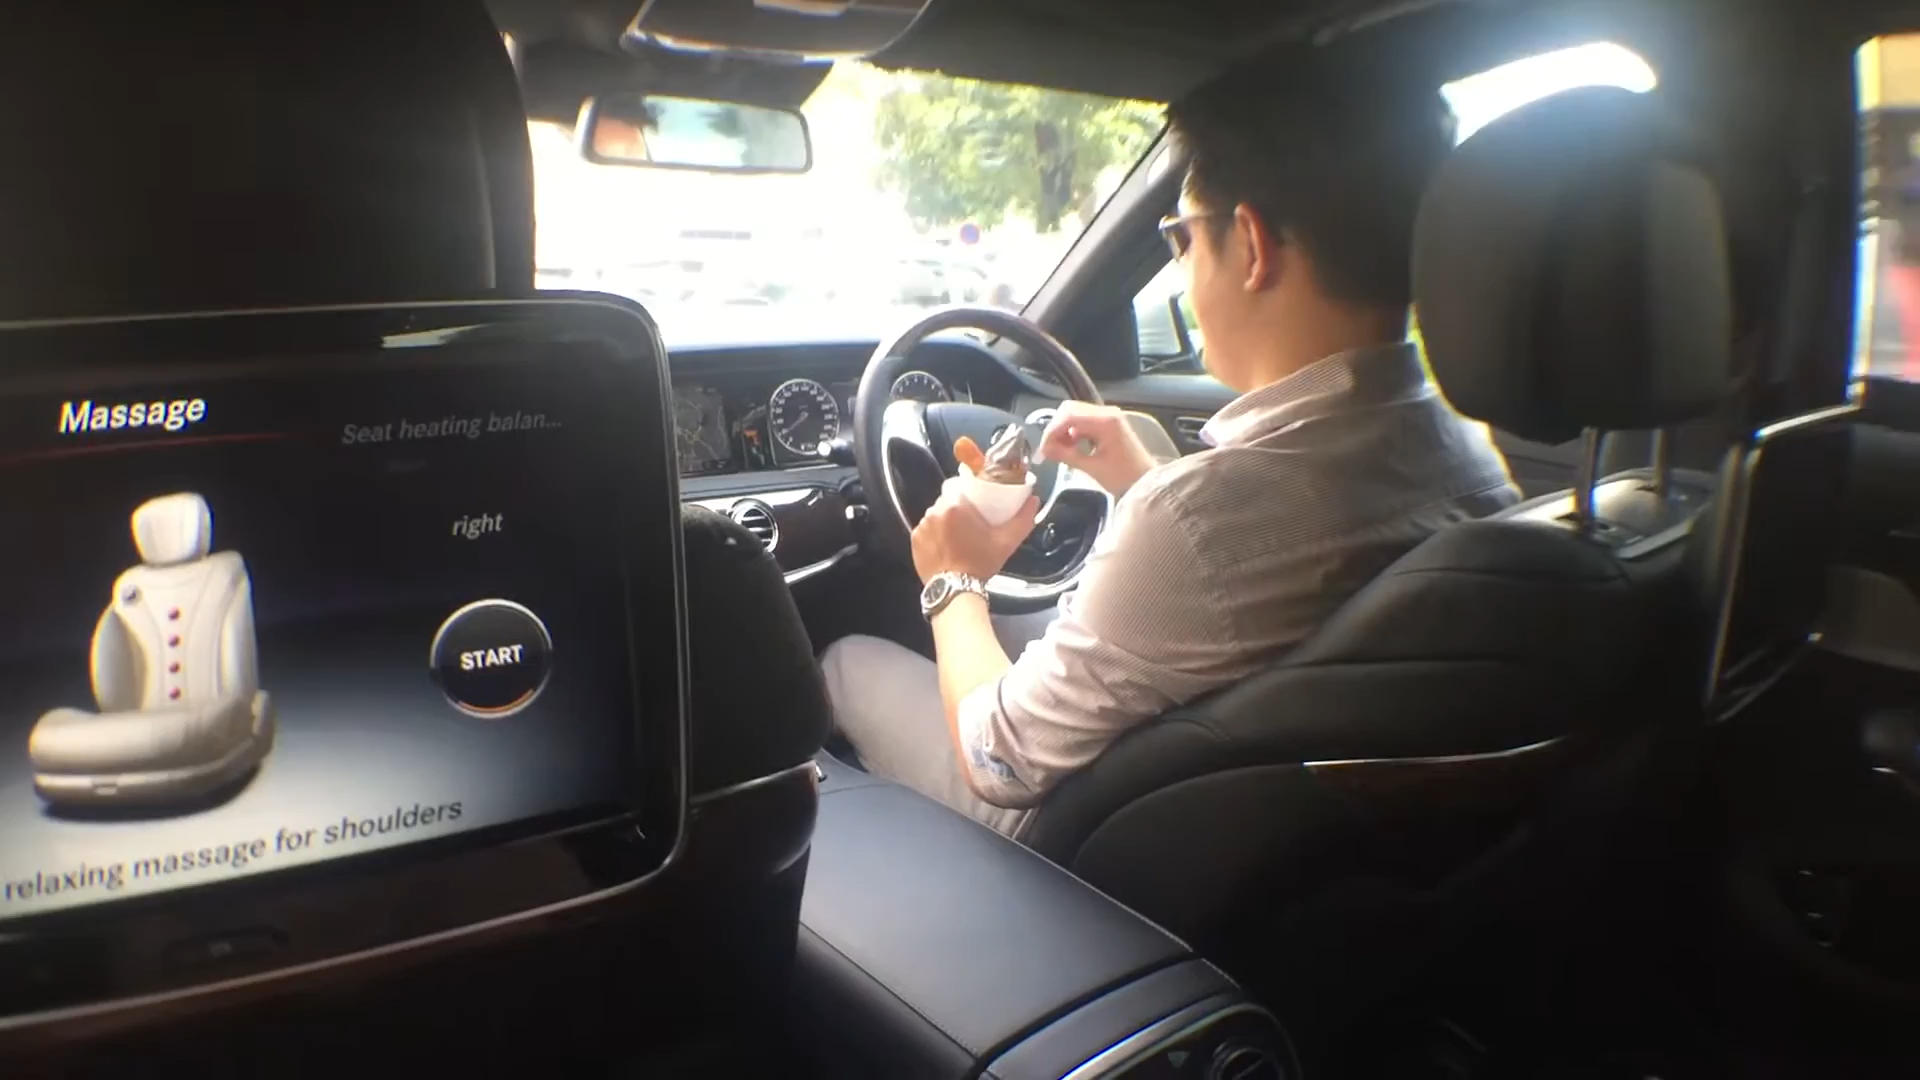 Massage
Seat heating balan...
right
START
relaxing massage for shoulders